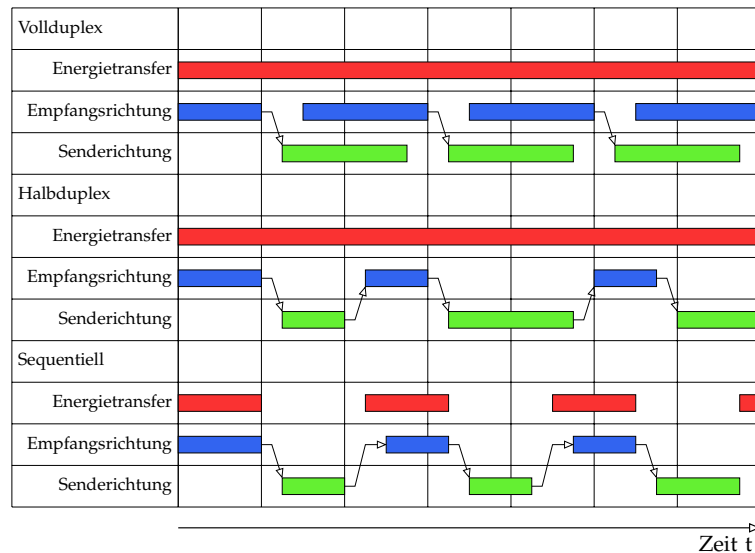 Vollduplex
Energietransfer
Empfangsrichtung
Senderichtung
Halbduplex
Energietransfer
Empfangsrichtung
Senderichtung
Sequentiell
Energietransfer
Empfangsrichtung
Senderichtung
Zeit t